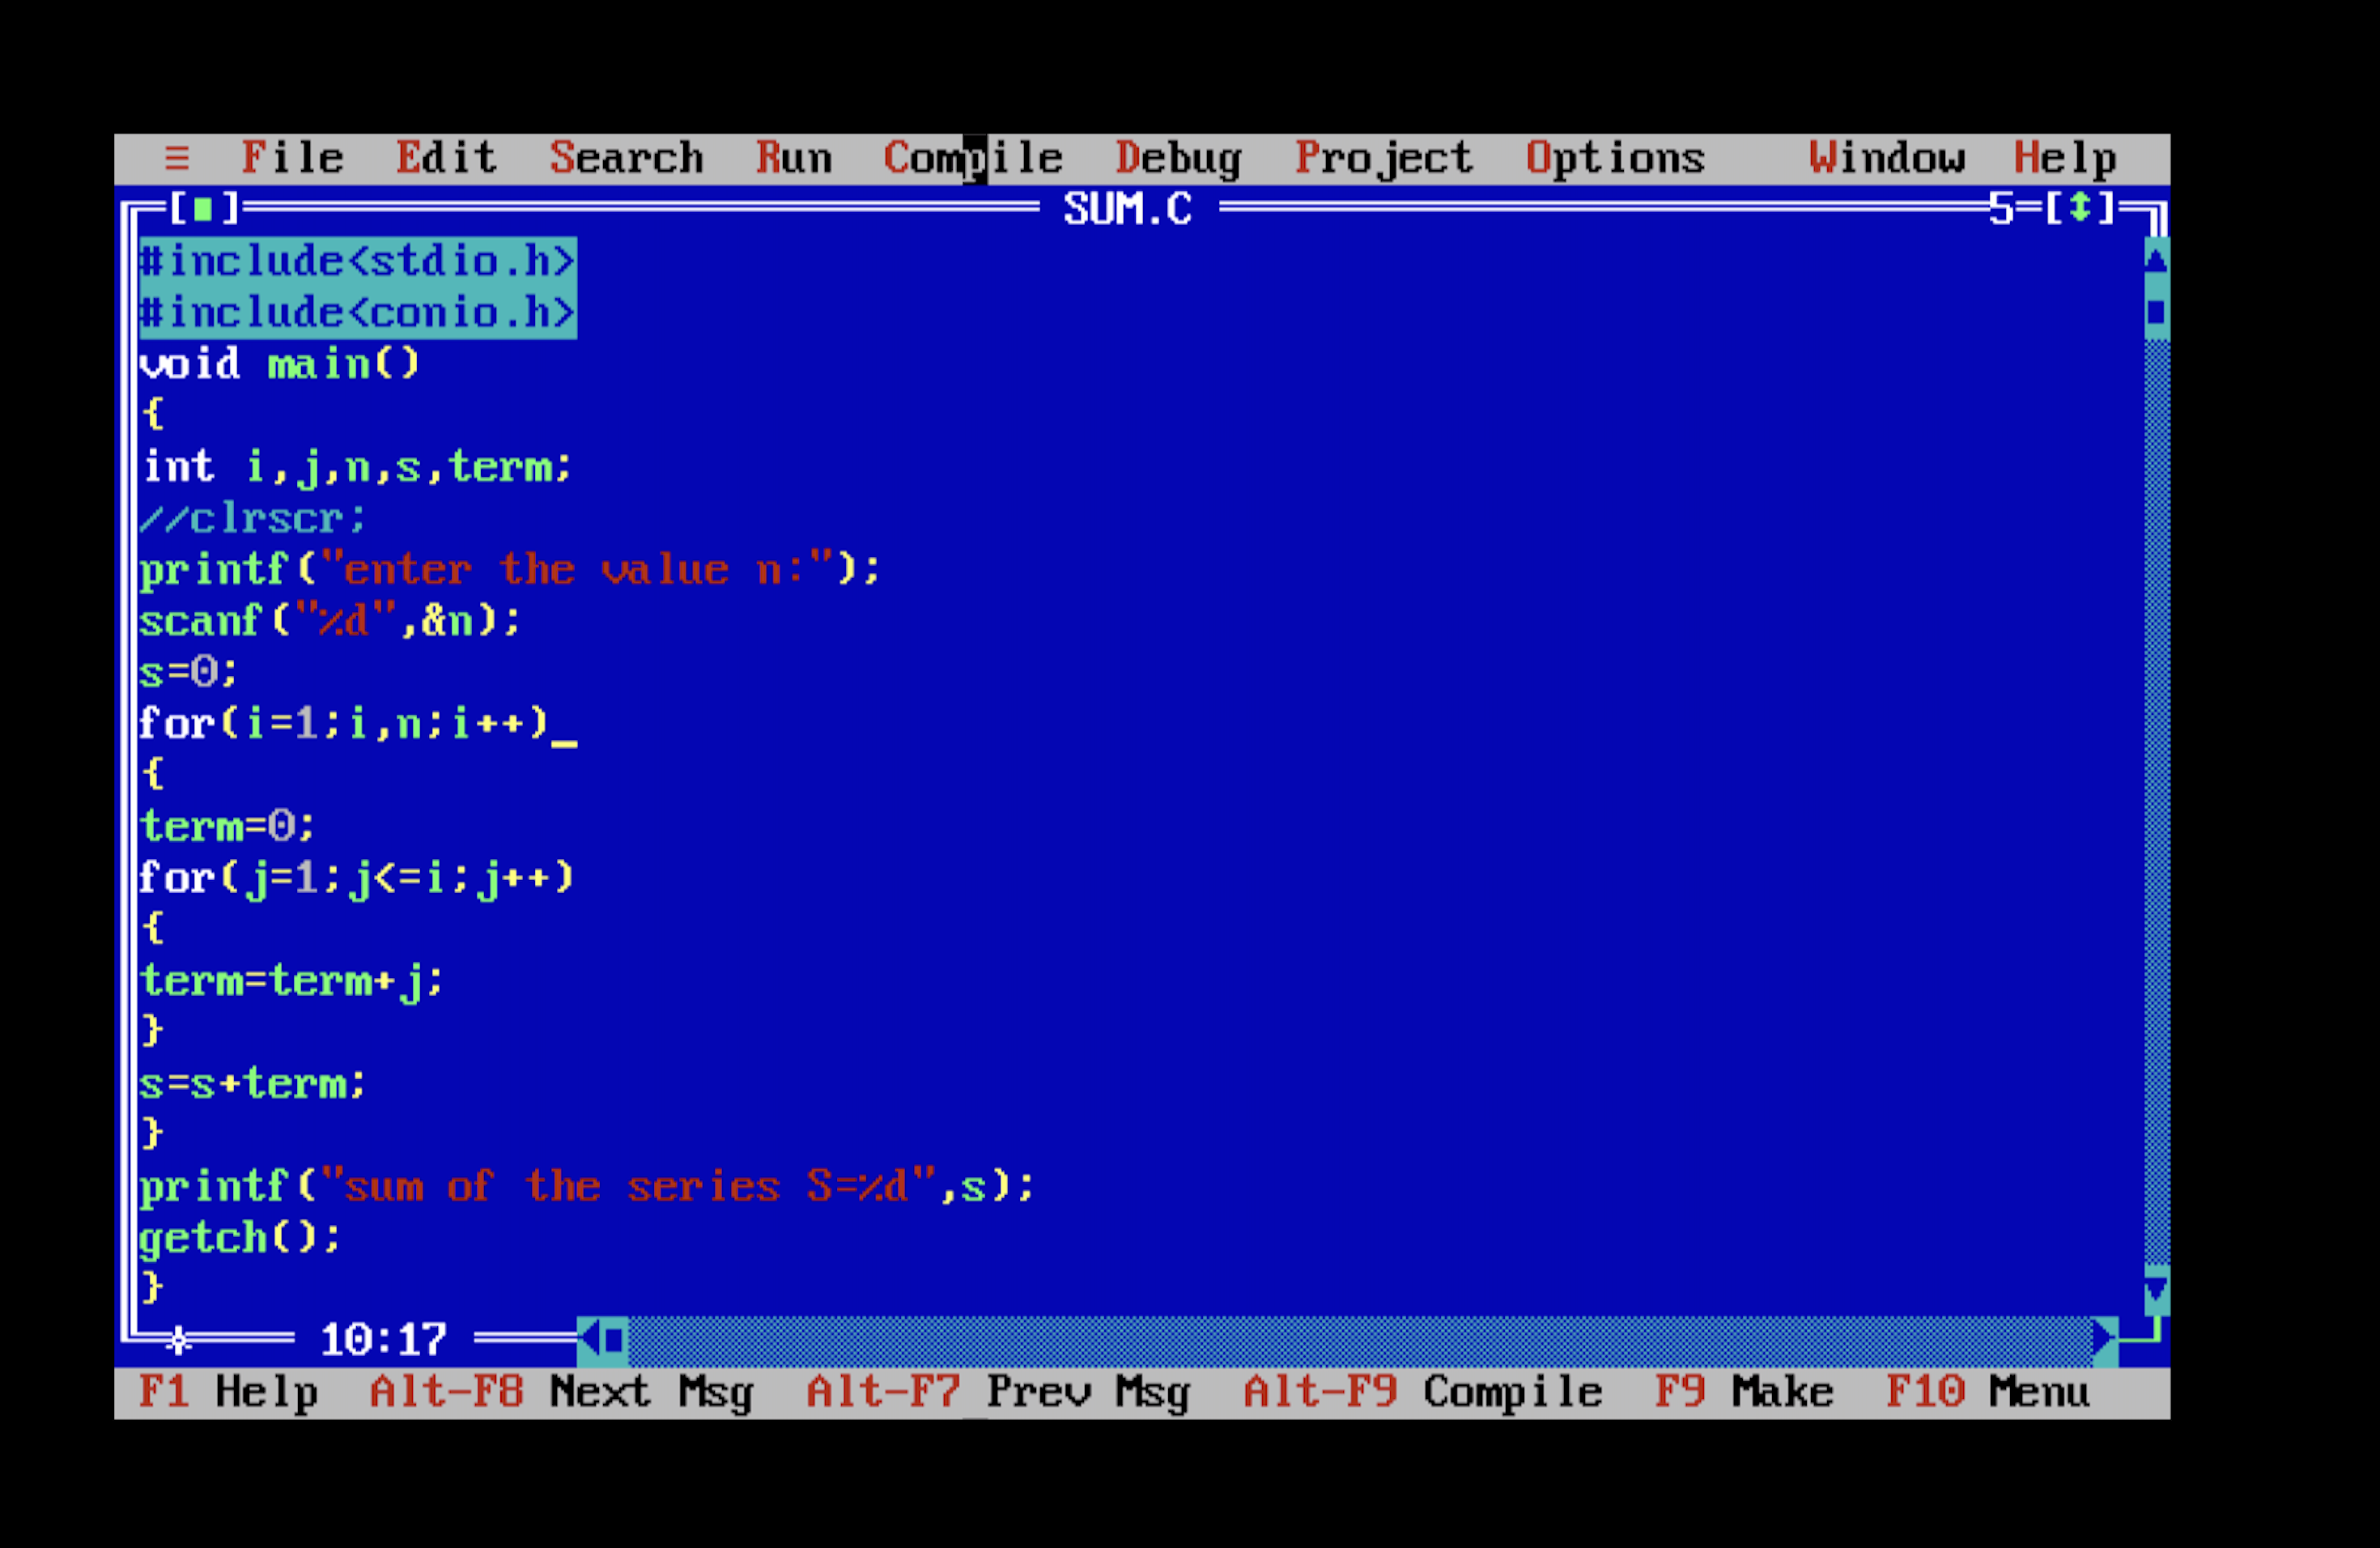 ≡ File Edit Search Run Compile Debug Project Options Window Help
[■] SUM.C 5=[↕]
#include<stdio.h>
#include<conio.h>
void main()
{
int i,j,n,s,term;
//clrscr;
printf("enter the value n:");
scanf("%d",&n);
s=0;
for(i=1;i,n;i++)_
{
term=0;
for(j=1;j<=i;j++)
{
term=term+j;
}
s=s+term;
}
printf("sum of the series S=%d",s);
getch();
}
10:17
F1 Help Alt-F8 Next Msg Alt-F7 Prev Msg Alt-F9 Compile F9 Make F10 Menu